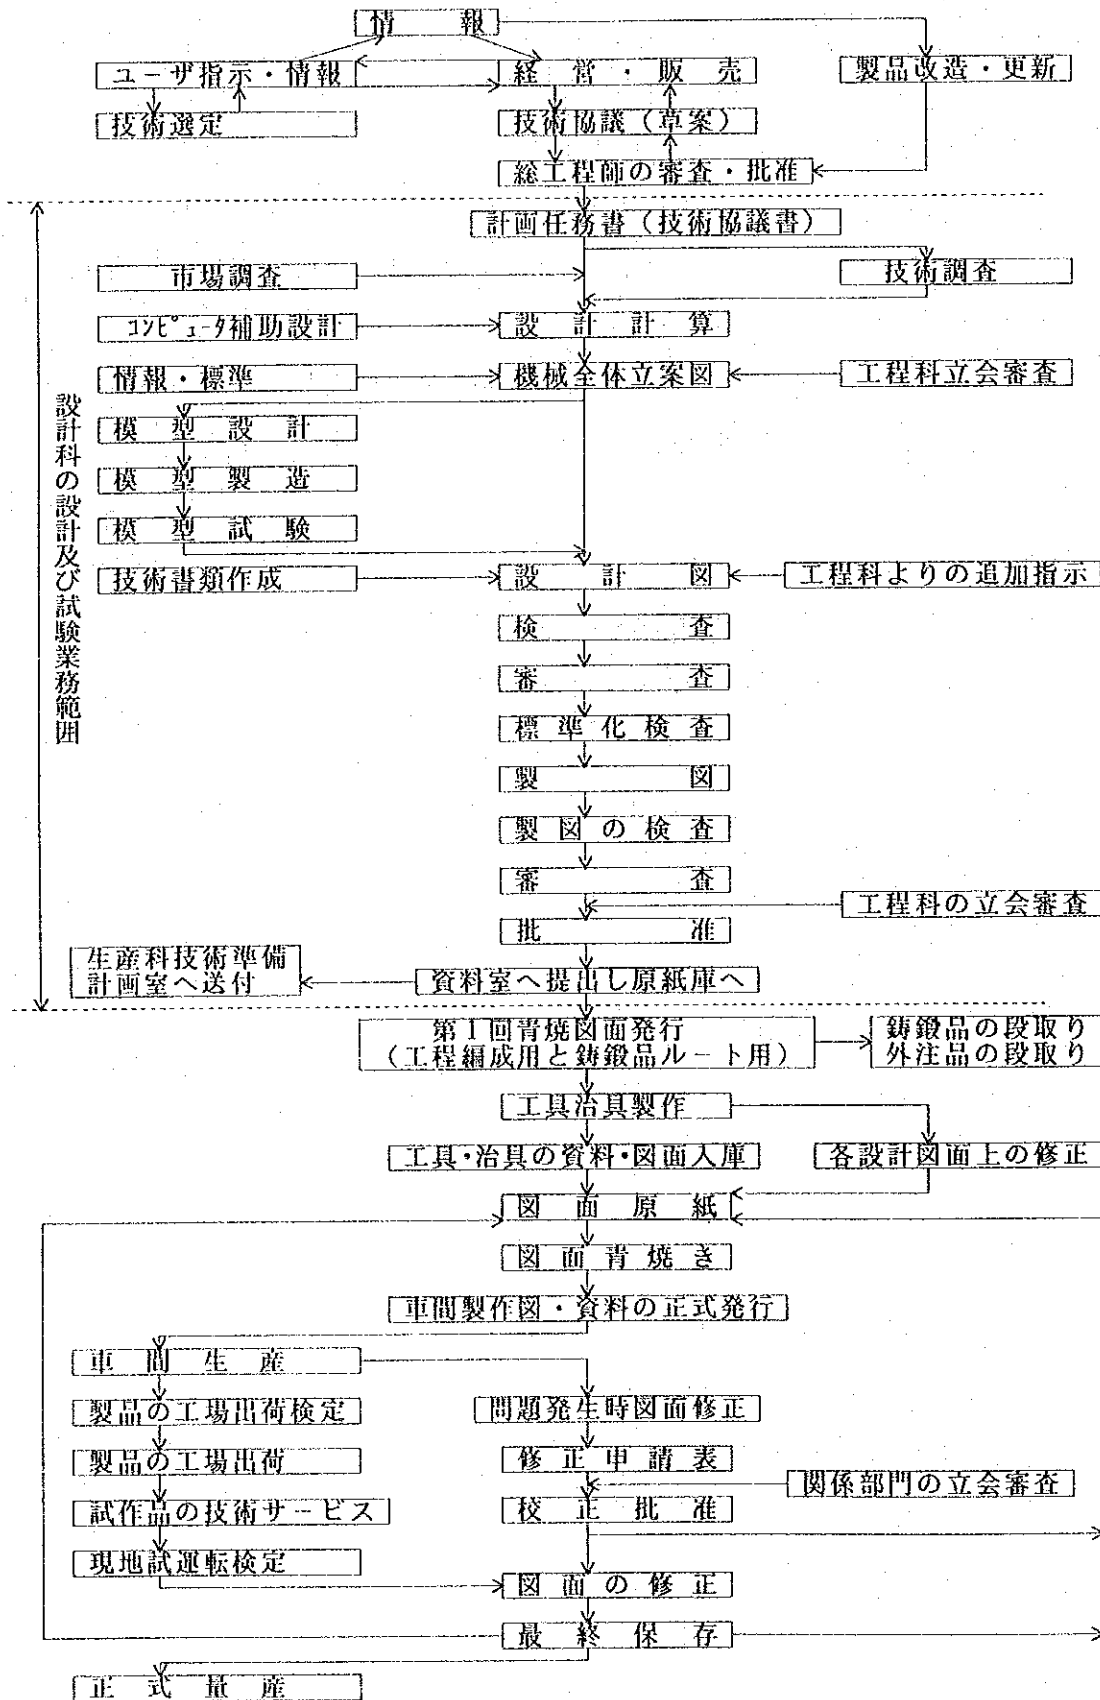 情報
ユーザ指示・情報
経営・販売
製品改造・更新
技術選定
技術協議(草案)
総工程師の審査・批准
計画任務書(技術協議書)
市場調査
技術調査
コンピュータ補助設計
設計計算
情報・標準
機械全体立案図
工程科立会審査
設計科の設計及び試験業務範囲
模型設計
模型製造
模型試験
技術書類作成
設計図
工程科よりの追加指示
検査
審査
標準化検査
製図
製図の検査
審査
工程科の立会審査
批准
生産科技術準備
計画室へ送付
資料室へ提出し原紙庫へ
第1回青焼図面発行
(工程編成用と鋳鍛品ルート用)
鋳鍛品の段取り
外注品の段取り
工具治具製作
工具・治具の資料・図面入庫
各設計図面上の修正
図面原紙
図面青焼き
車間製作図・資料の正式発行
車間生産
製品の工場出荷検定
問題発生時図面修正
製品の工場出荷
修正申請表
関係部門の立会審査
試作品の技術サービス
校正批准
現地試運転検定
図面の修正
最終保存
正式量産